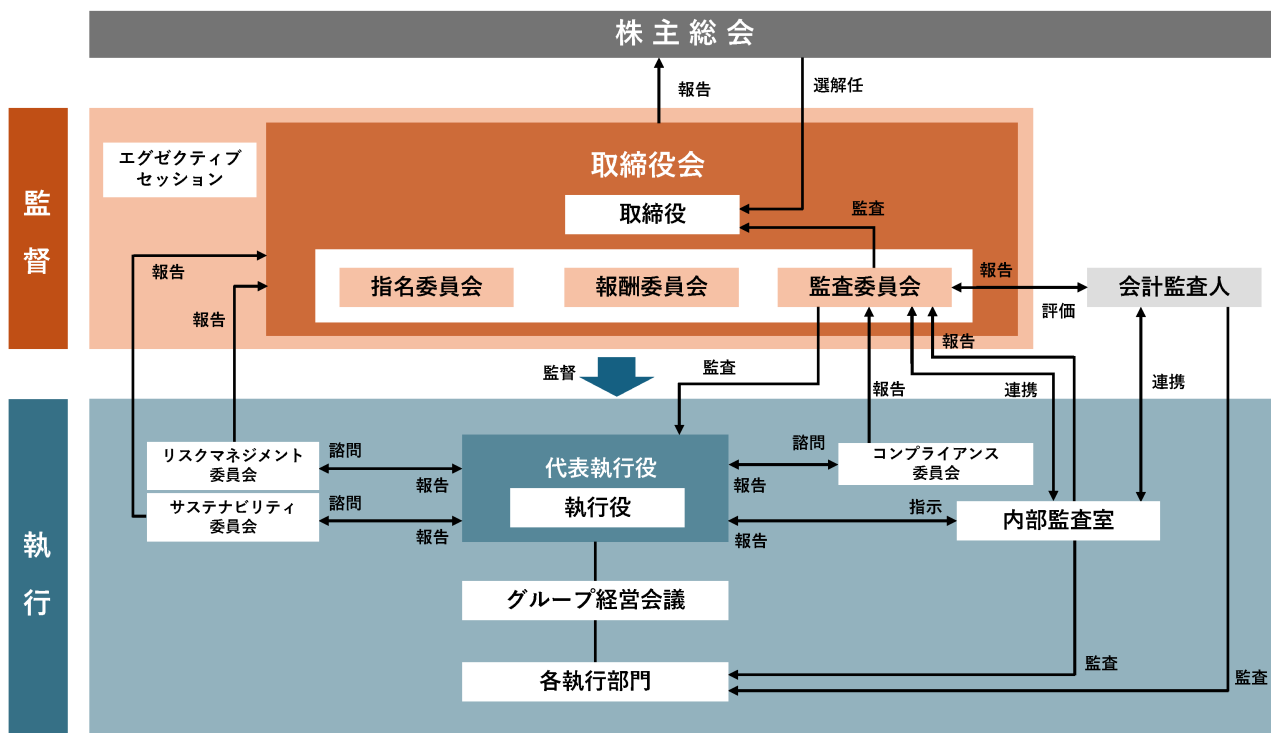 株主総会
報告
選解任
監督
エグゼクティブ
セッション
取締役会
取締役
監査
報告
指名委員会
報酬委員会
監査委員会
報告
評価
会計監査人
報告
報告
監督
監査
報告
連携
連携
執行
リスクマネジメント
委員会
諮問
報告
代表執行役
執行役
諮問
報告
コンプライアンス
委員会
サステナビリティ
委員会
諮問
報告
指示
報告
内部監査室
グループ経営会議
各執行部門
監査
監査